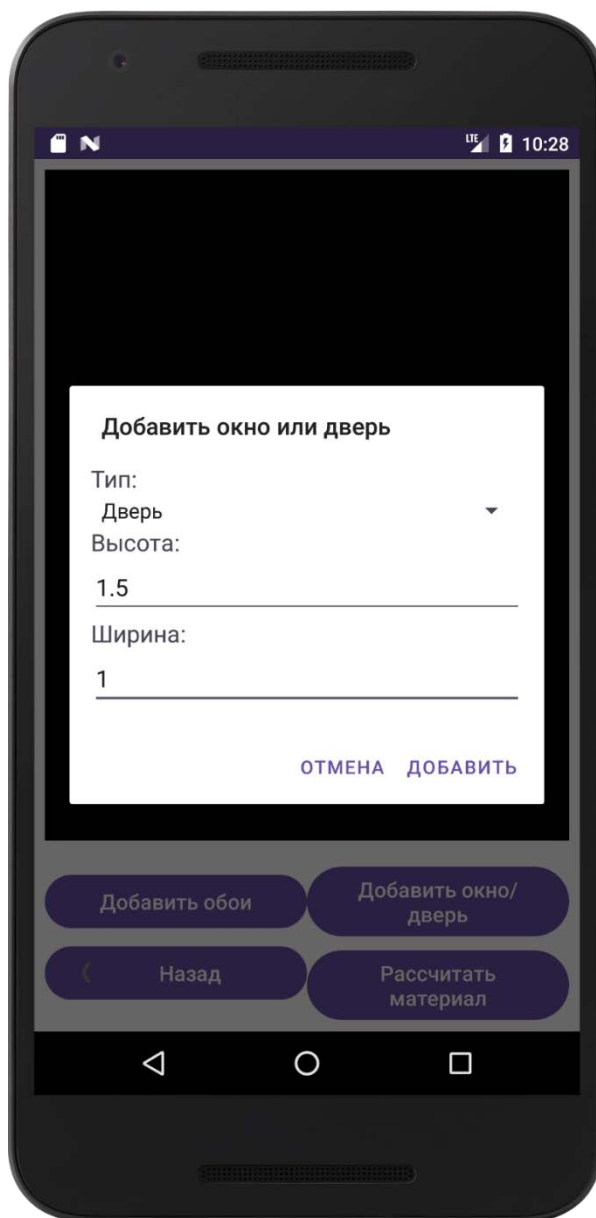 LTE 10:28
Добавить окно или дверь
Тип:
Дверь
Высота:
1.5
Ширина:
1
ОТМЕНА ДОБАВИТЬ
Добавить обои
Добавить окно/
дверь
Назад
Рассчитать
материал